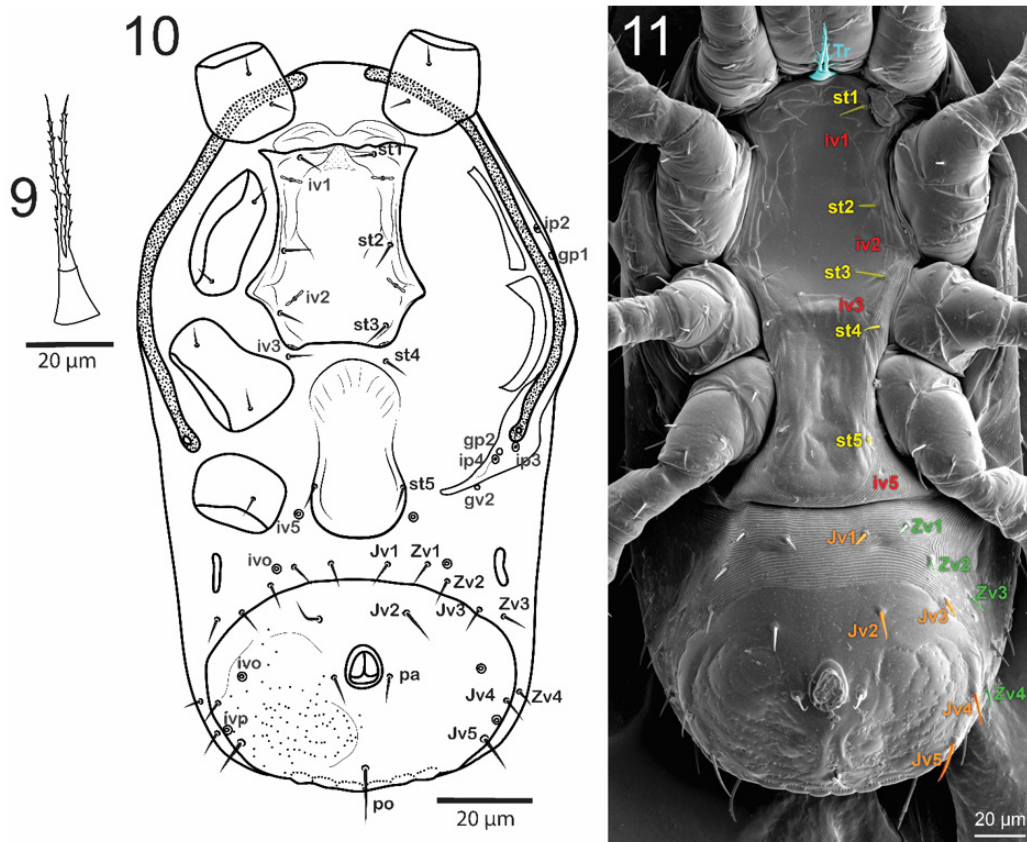 9
20 µm
10
st1
iv1
st2
iv2
st3
iv3
st4
ip2
gp1
gp2
ip4
ip3
gv2
st5
iv5
ivo
Jv1
Zv1
Zv2
Jv2
Jv3
Zv3
ivo
pa
Jv4
Zv4
ivp
Jv5
po
20 µm
11
Tr
st1
iv1
st2
iv2
st3
iv3
st4
st5
iv5
Jv1
Zv1
Zv2
Zv3
Jv3
Jv2
Zv4
Jv4
Jv5
20 µm